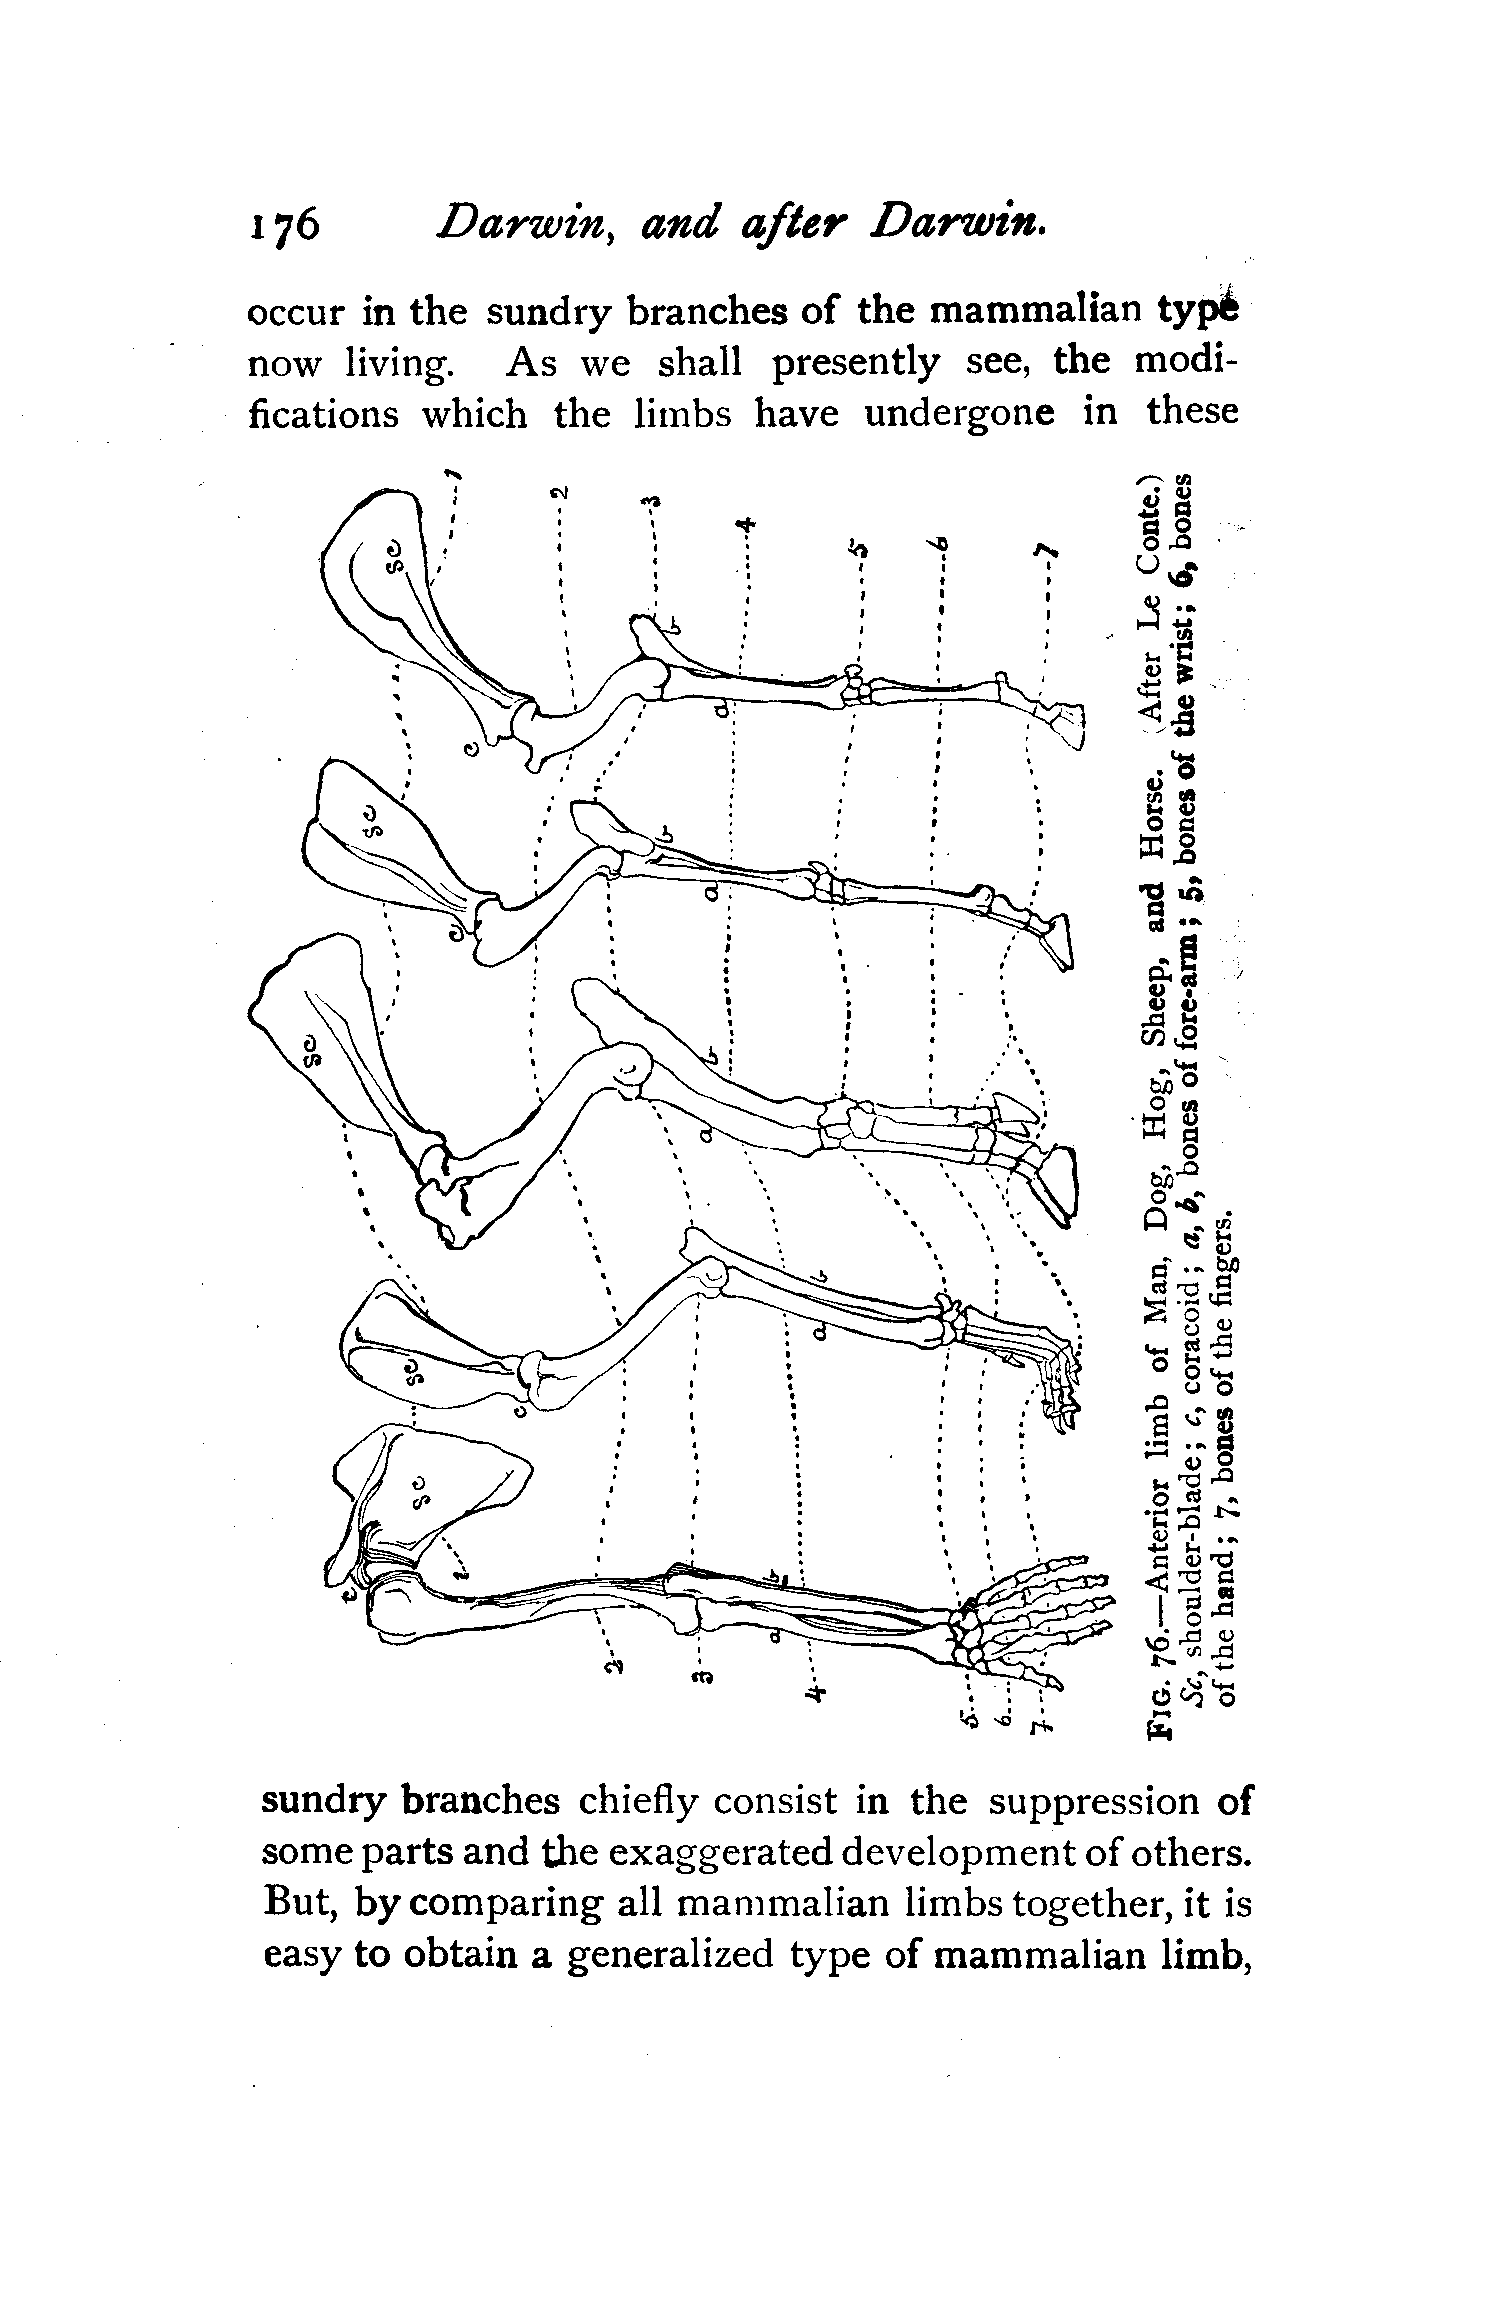 176 Darwin, and after Darwin.
occur in the sundry branches of the mammalian type
now living. As we shall presently see, the modi-
fications which the limbs have undergone in these
1 2 3 4 5 6 7
sc c b a
sc c b a
sc b a
sc c b a
sc c 1 b a
2 3 4 5 6 7
FIG. 76.—Anterior limb of Man, Dog, Hog, Sheep, and Horse. (After Le Conte.)
Sc, shoulder-blade; c, coracoid; a, b, bones of fore-arm; 5, bones of the wrist; 6, bones
of the hand; 7, bones of the fingers.
sundry branches chiefly consist in the suppression of
some parts and the exaggerated development of others.
But, by comparing all mammalian limbs together, it is
easy to obtain a generalized type of mammalian limb,